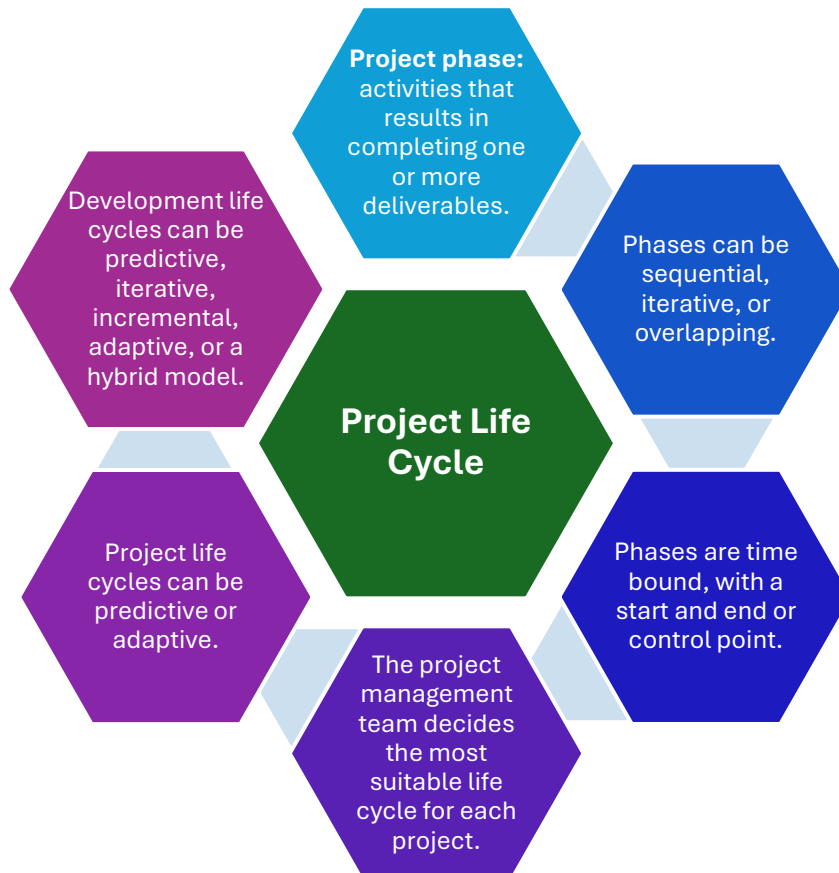 Project phase:
activities that
results in
completing one
or more
deliverables.
Phases can be
sequential,
iterative, or
overlapping.
Phases are time
bound, with a
start and end or
control point.
The project
management
team decides
the most
suitable life
cycle for each
project.
Project life
cycles can be
predictive or
adaptive.
Development life
cycles can be
predictive,
iterative,
incremental,
adaptive, or a
hybrid model.
Project Life
Cycle